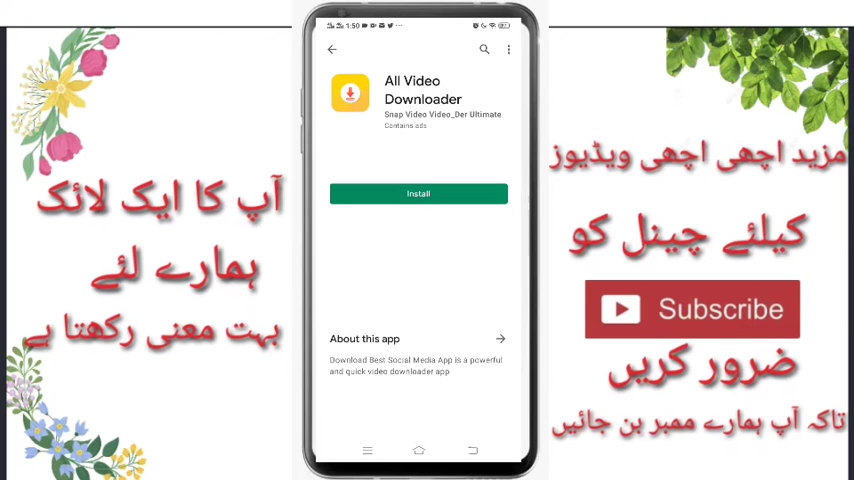 آپ کا ایک لائک
ہمارے لئے
بہت معنی رکھتا ہے
1:50
All Video
Downloader
Snap Video Video_Der Ultimate
Contains ads
Install
About this app
Download Best Social Media App is a powerful
and quick video downloader app
مزید اچھی اچھی ویڈیوز
کیلئے چینل کو
Subscribe
ضرور کریں
تاکہ آپ ہمارے ممبر بن جائیں